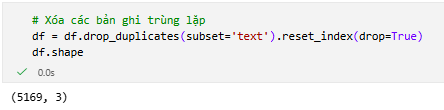 # Xóa các bản ghi trùng lặp
df = df.drop_duplicates(subset='text').reset_index(drop=True)
df.shape
0.0s
(5169, 3)